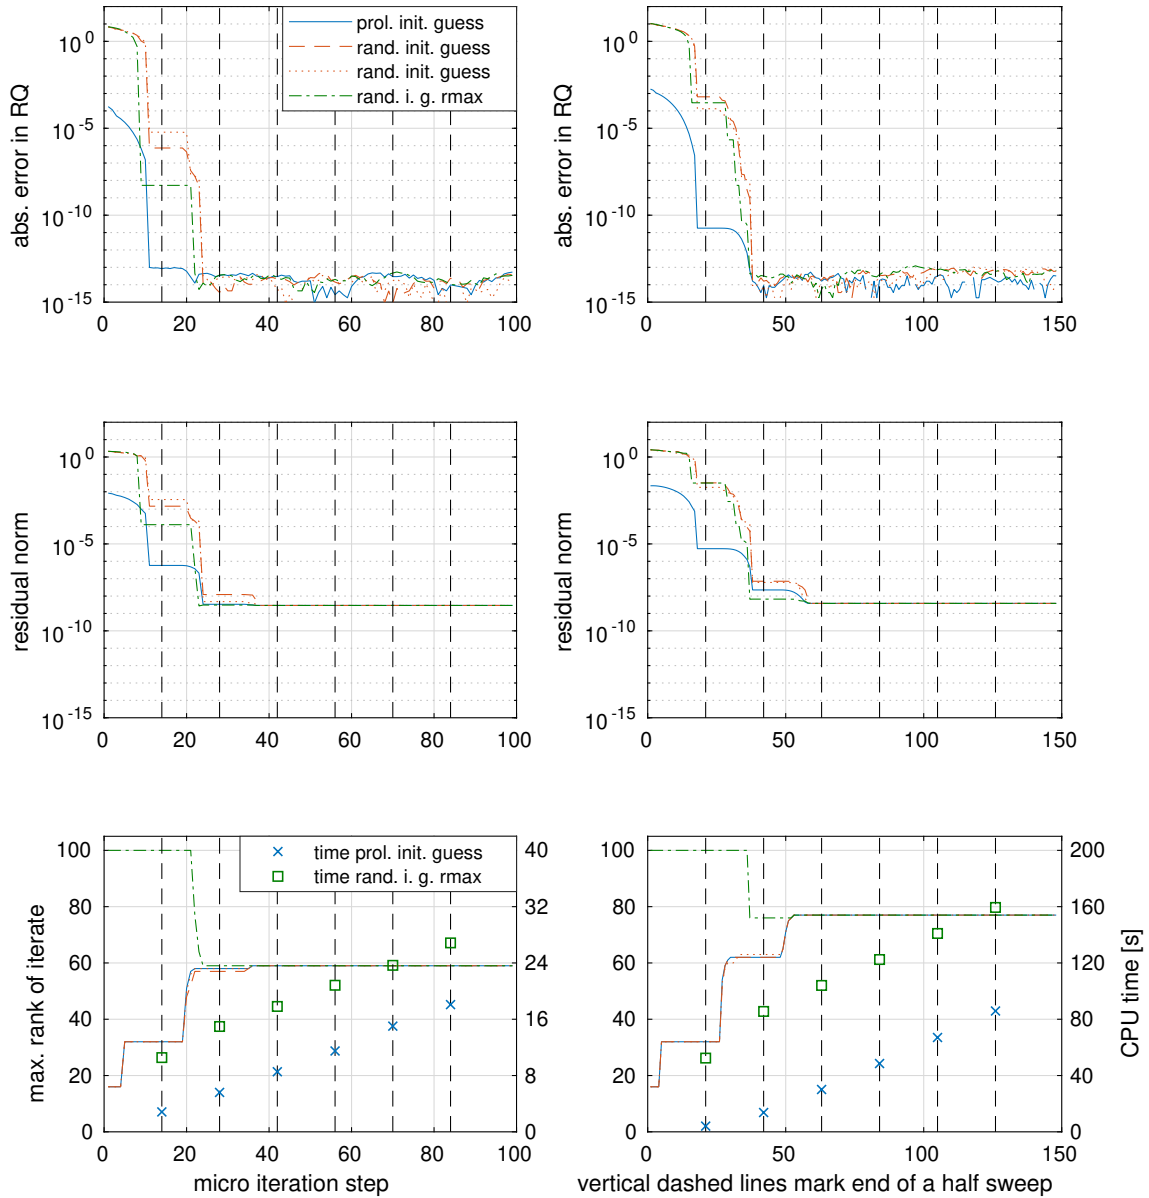 prol. init. guess
rand. init. guess
rand. init. guess
rand. i. g. rmax
abs. error in RQ
10^0
10^-5
10^-10
10^-15
0 20 40 60 80 100
abs. error in RQ
10^0
10^-5
10^-10
10^-15
0 50 100 150
residual norm
10^0
10^-5
10^-10
10^-15
0 20 40 60 80 100
residual norm
10^0
10^-5
10^-10
10^-15
0 50 100 150
time prol. init. guess
time rand. i. g. rmax
max. rank of iterate
100
80
60
40
20
0
40
32
24
16
8
0
0 20 40 60 80 100
micro iteration step
100
80
60
40
20
0
200
160
120
80
40
0
CPU time [s]
0 50 100 150
vertical dashed lines mark end of a half sweep